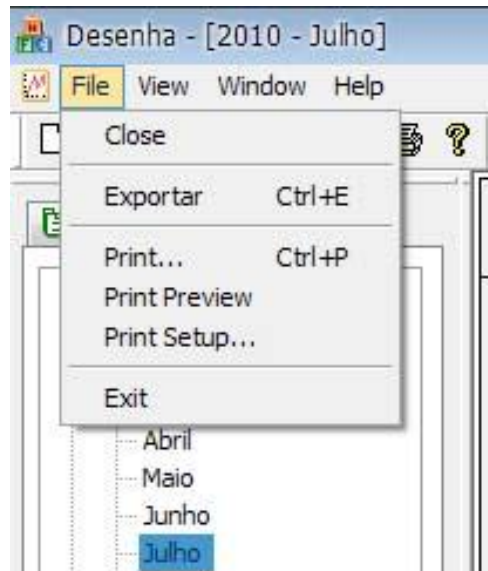 Desenha - [2010 - Julho]
File View Window Help
Close
Exportar Ctrl+E
Print... Ctrl+P
Print Preview
Print Setup...
Exit
Abril
Maio
Junho
Julho